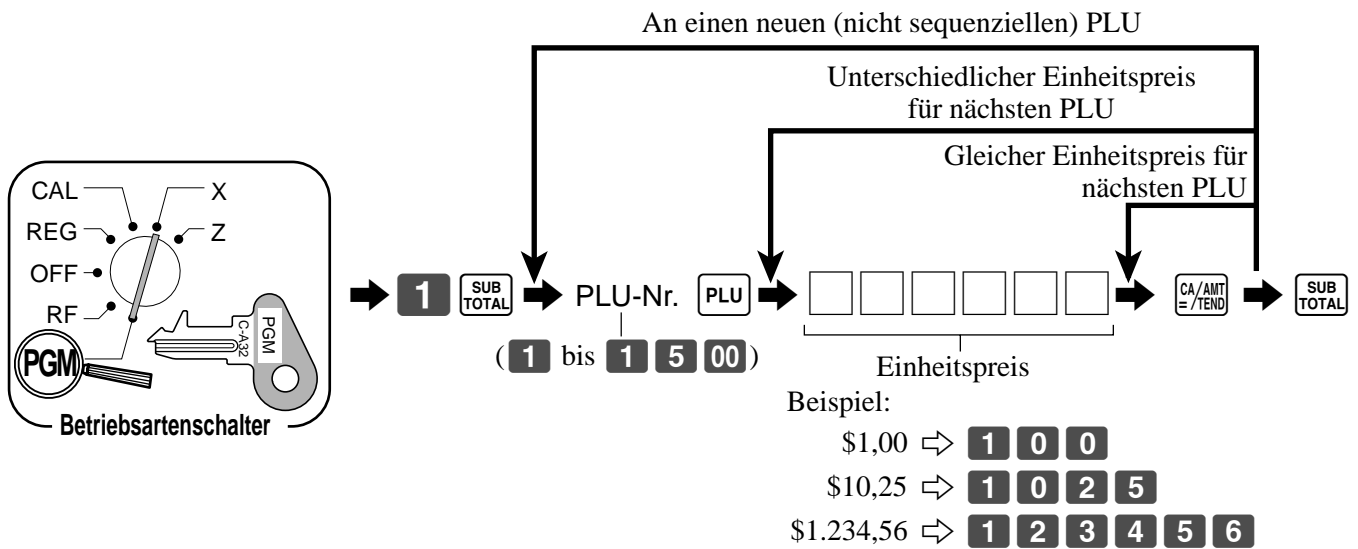 An einen neuen (nicht sequenziellen) PLU
Unterschiedlicher Einheitspreis
für nächsten PLU
Gleicher Einheitspreis für
nächsten PLU
CAL
X
REG
Z
OFF
RF
PGM
PGM
C-A32
Betriebsartenschalter
1 SUB TOTAL PLU-Nr. PLU CA/AMT =/TEND SUB TOTAL
(1 bis 1 5 00)
Einheitspreis
Beispiel:
$1,00 ⇨ 1 0 0
$10,25 ⇨ 1 0 2 5
$1.234,56 ⇨ 1 2 3 4 5 6